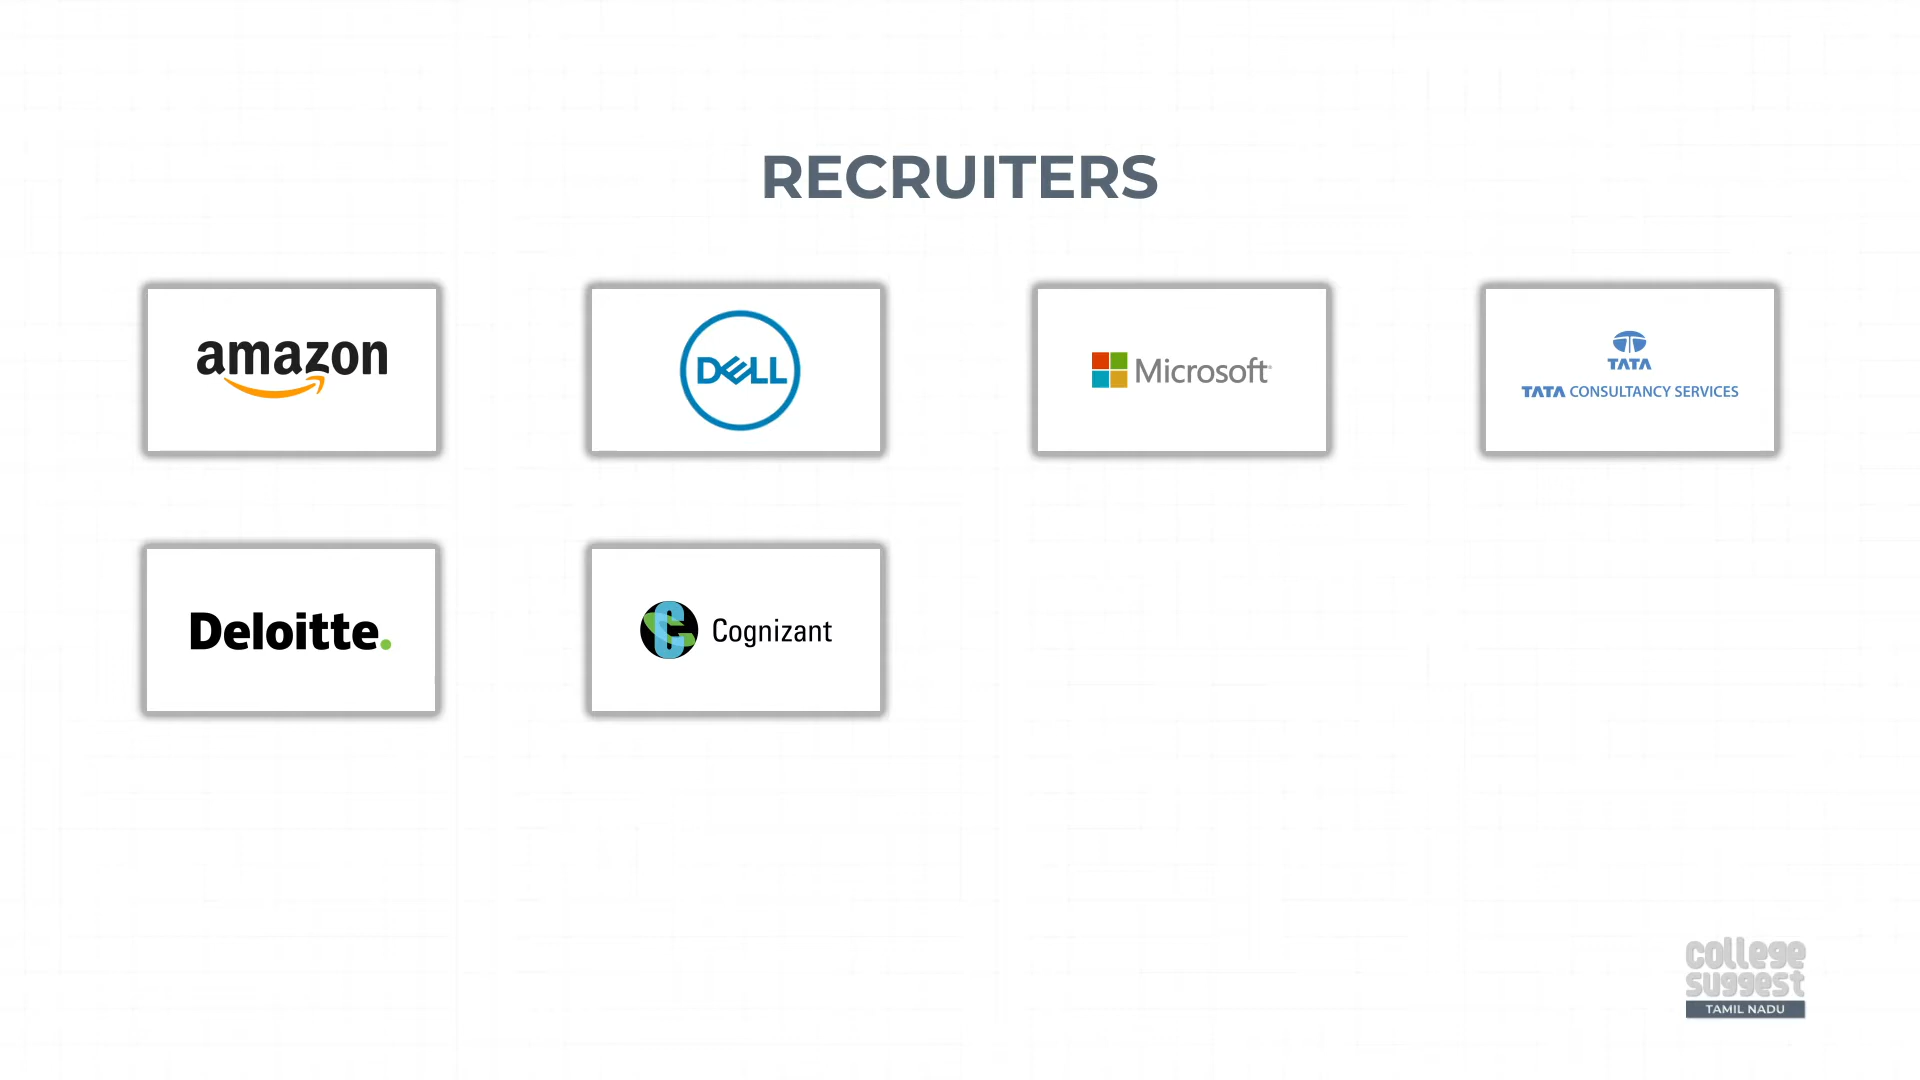 RECRUITERS
amazon
DELL
Microsoft
TATA
TATA CONSULTANCY SERVICES
Deloitte.
Cognizant
college
suggest
TAMIL NADU